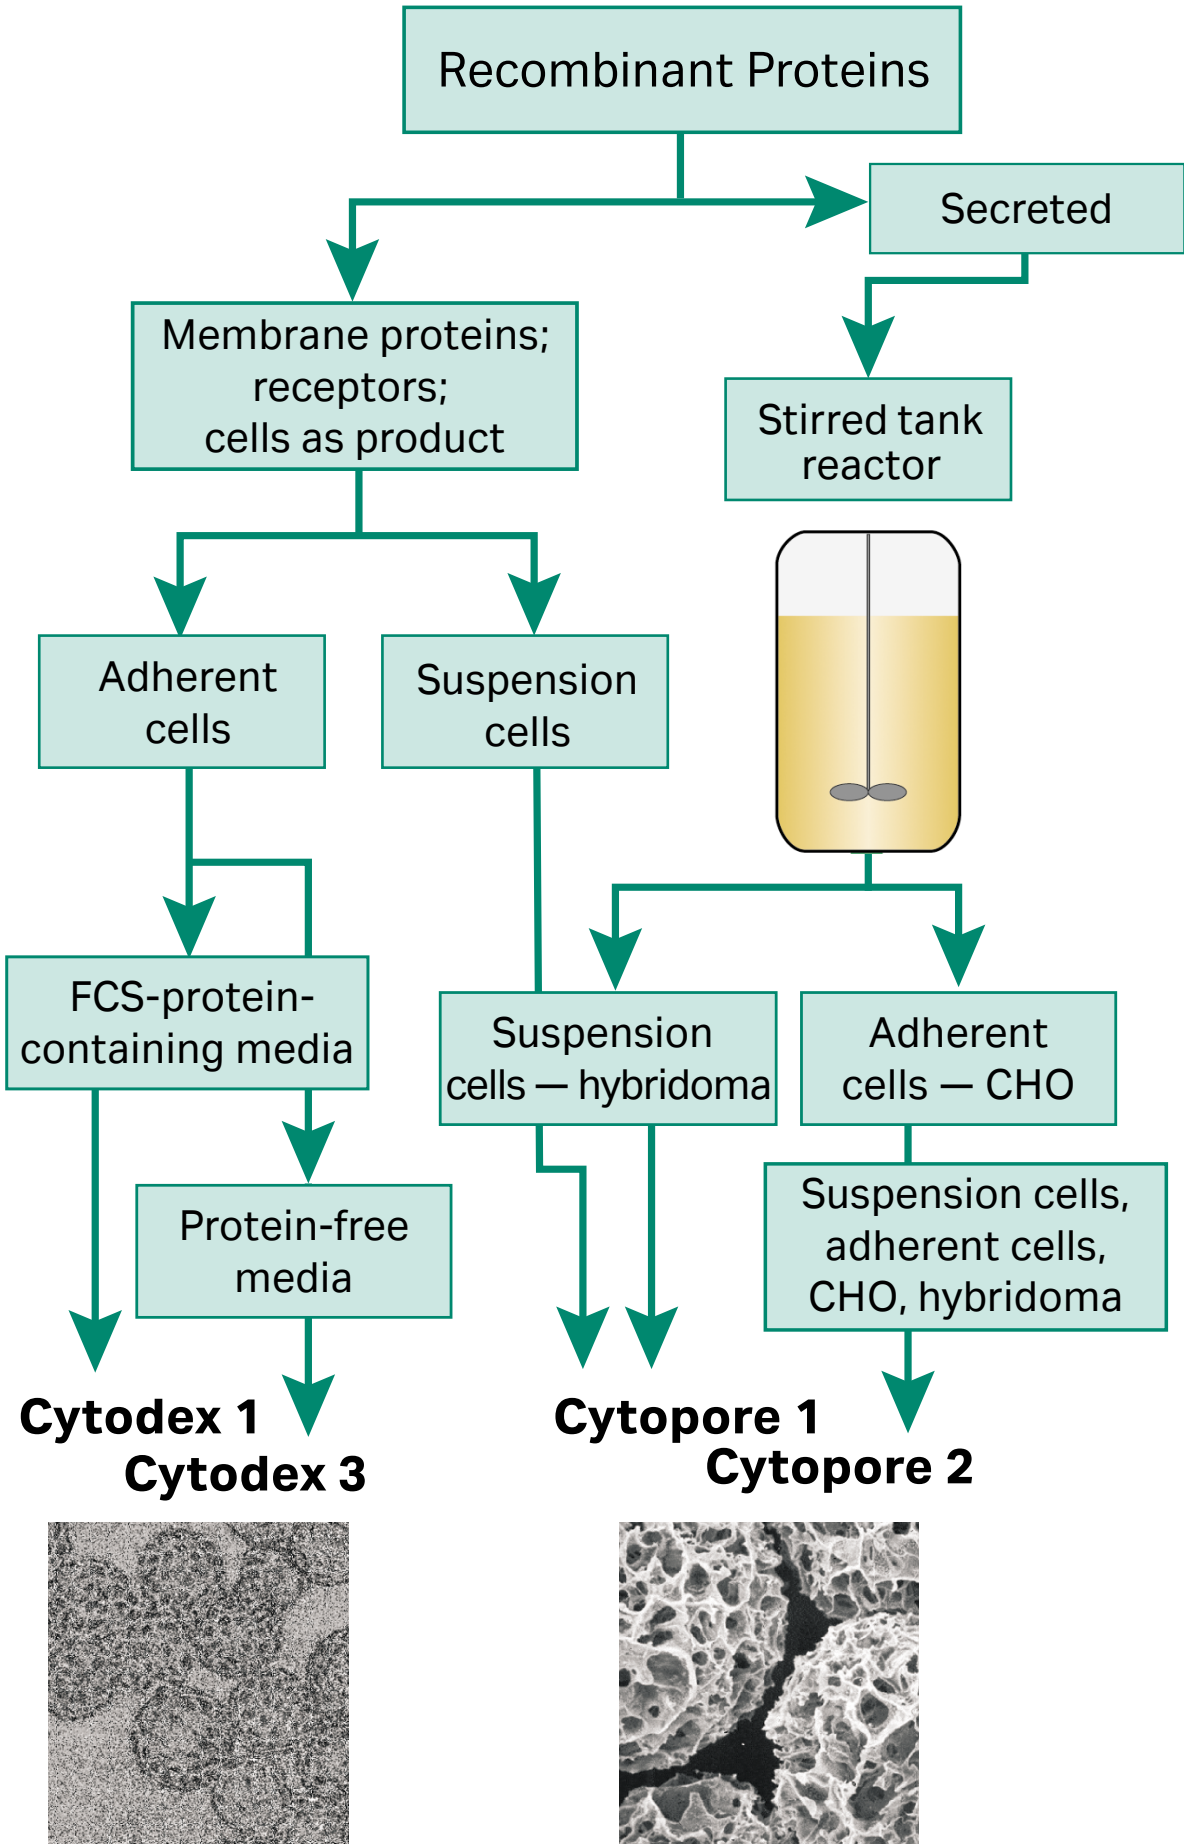 Recombinant Proteins
Secreted
Membrane proteins;
receptors;
cells as product
Stirred tank
reactor
Adherent
cells
Suspension
cells
FCS-protein-
containing media
Suspension
cells — hybridoma
Adherent
cells — CHO
Protein-free
media
Suspension cells,
adherent cells,
CHO, hybridoma
Cytodex 1
Cytodex 3
Cytopore 1
Cytopore 2